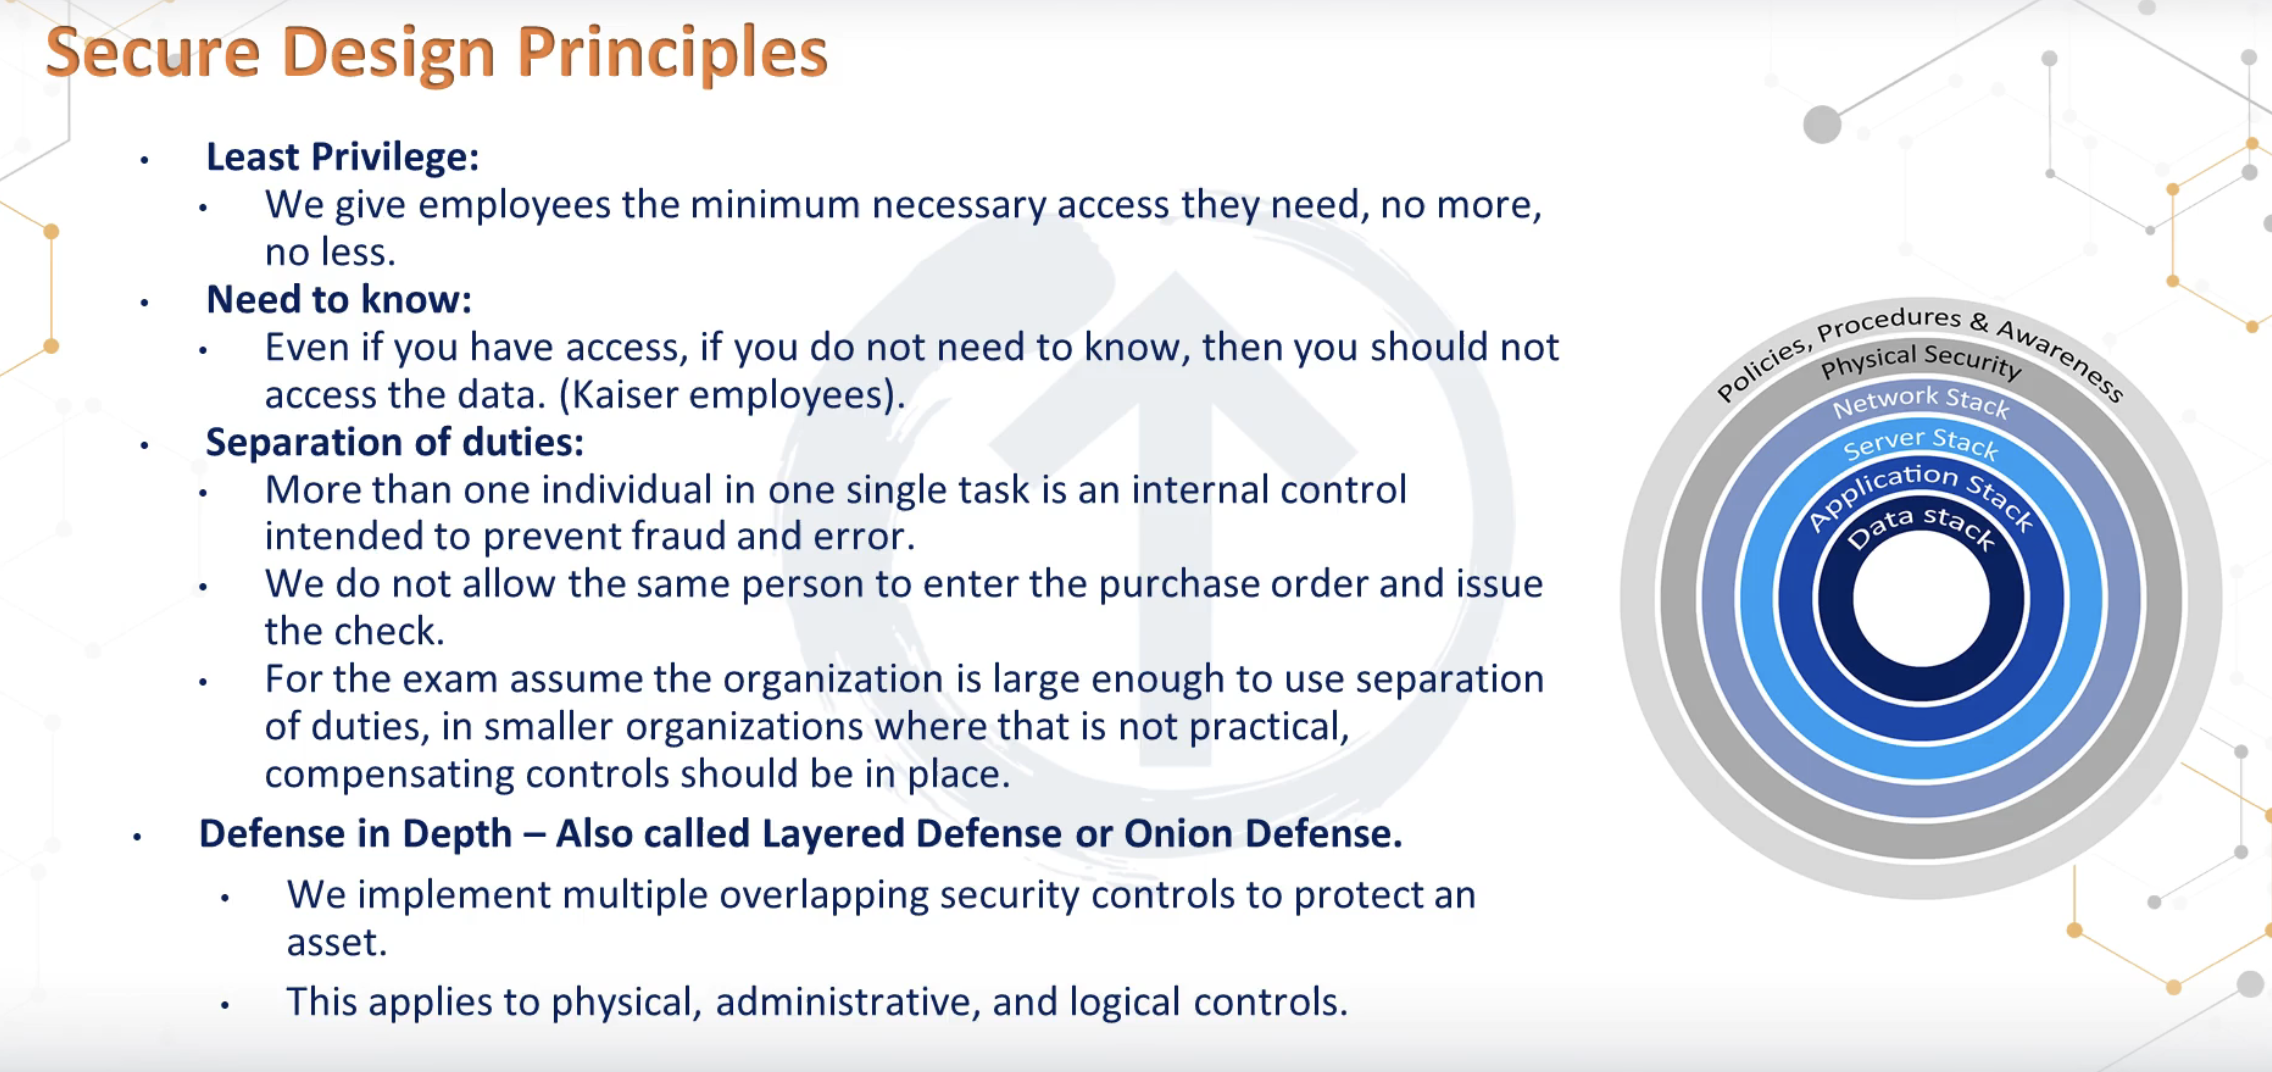 Secure Design Principles
• Least Privilege:
• We give employees the minimum necessary access they need, no more,
no less.
• Need to know:
• Even if you have access, if you do not need to know, then you should not
access the data. (Kaiser employees).
• Separation of duties:
• More than one individual in one single task is an internal control
intended to prevent fraud and error.
• We do not allow the same person to enter the purchase order and issue
the check.
• For the exam assume the organization is large enough to use separation
of duties, in smaller organizations where that is not practical,
compensating controls should be in place.
• Defense in Depth – Also called Layered Defense or Onion Defense.
• We implement multiple overlapping security controls to protect an
asset.
• This applies to physical, administrative, and logical controls.
Policies, Procedures & Awareness
Physical Security
Network Stack
Server Stack
Application Stack
Data stack